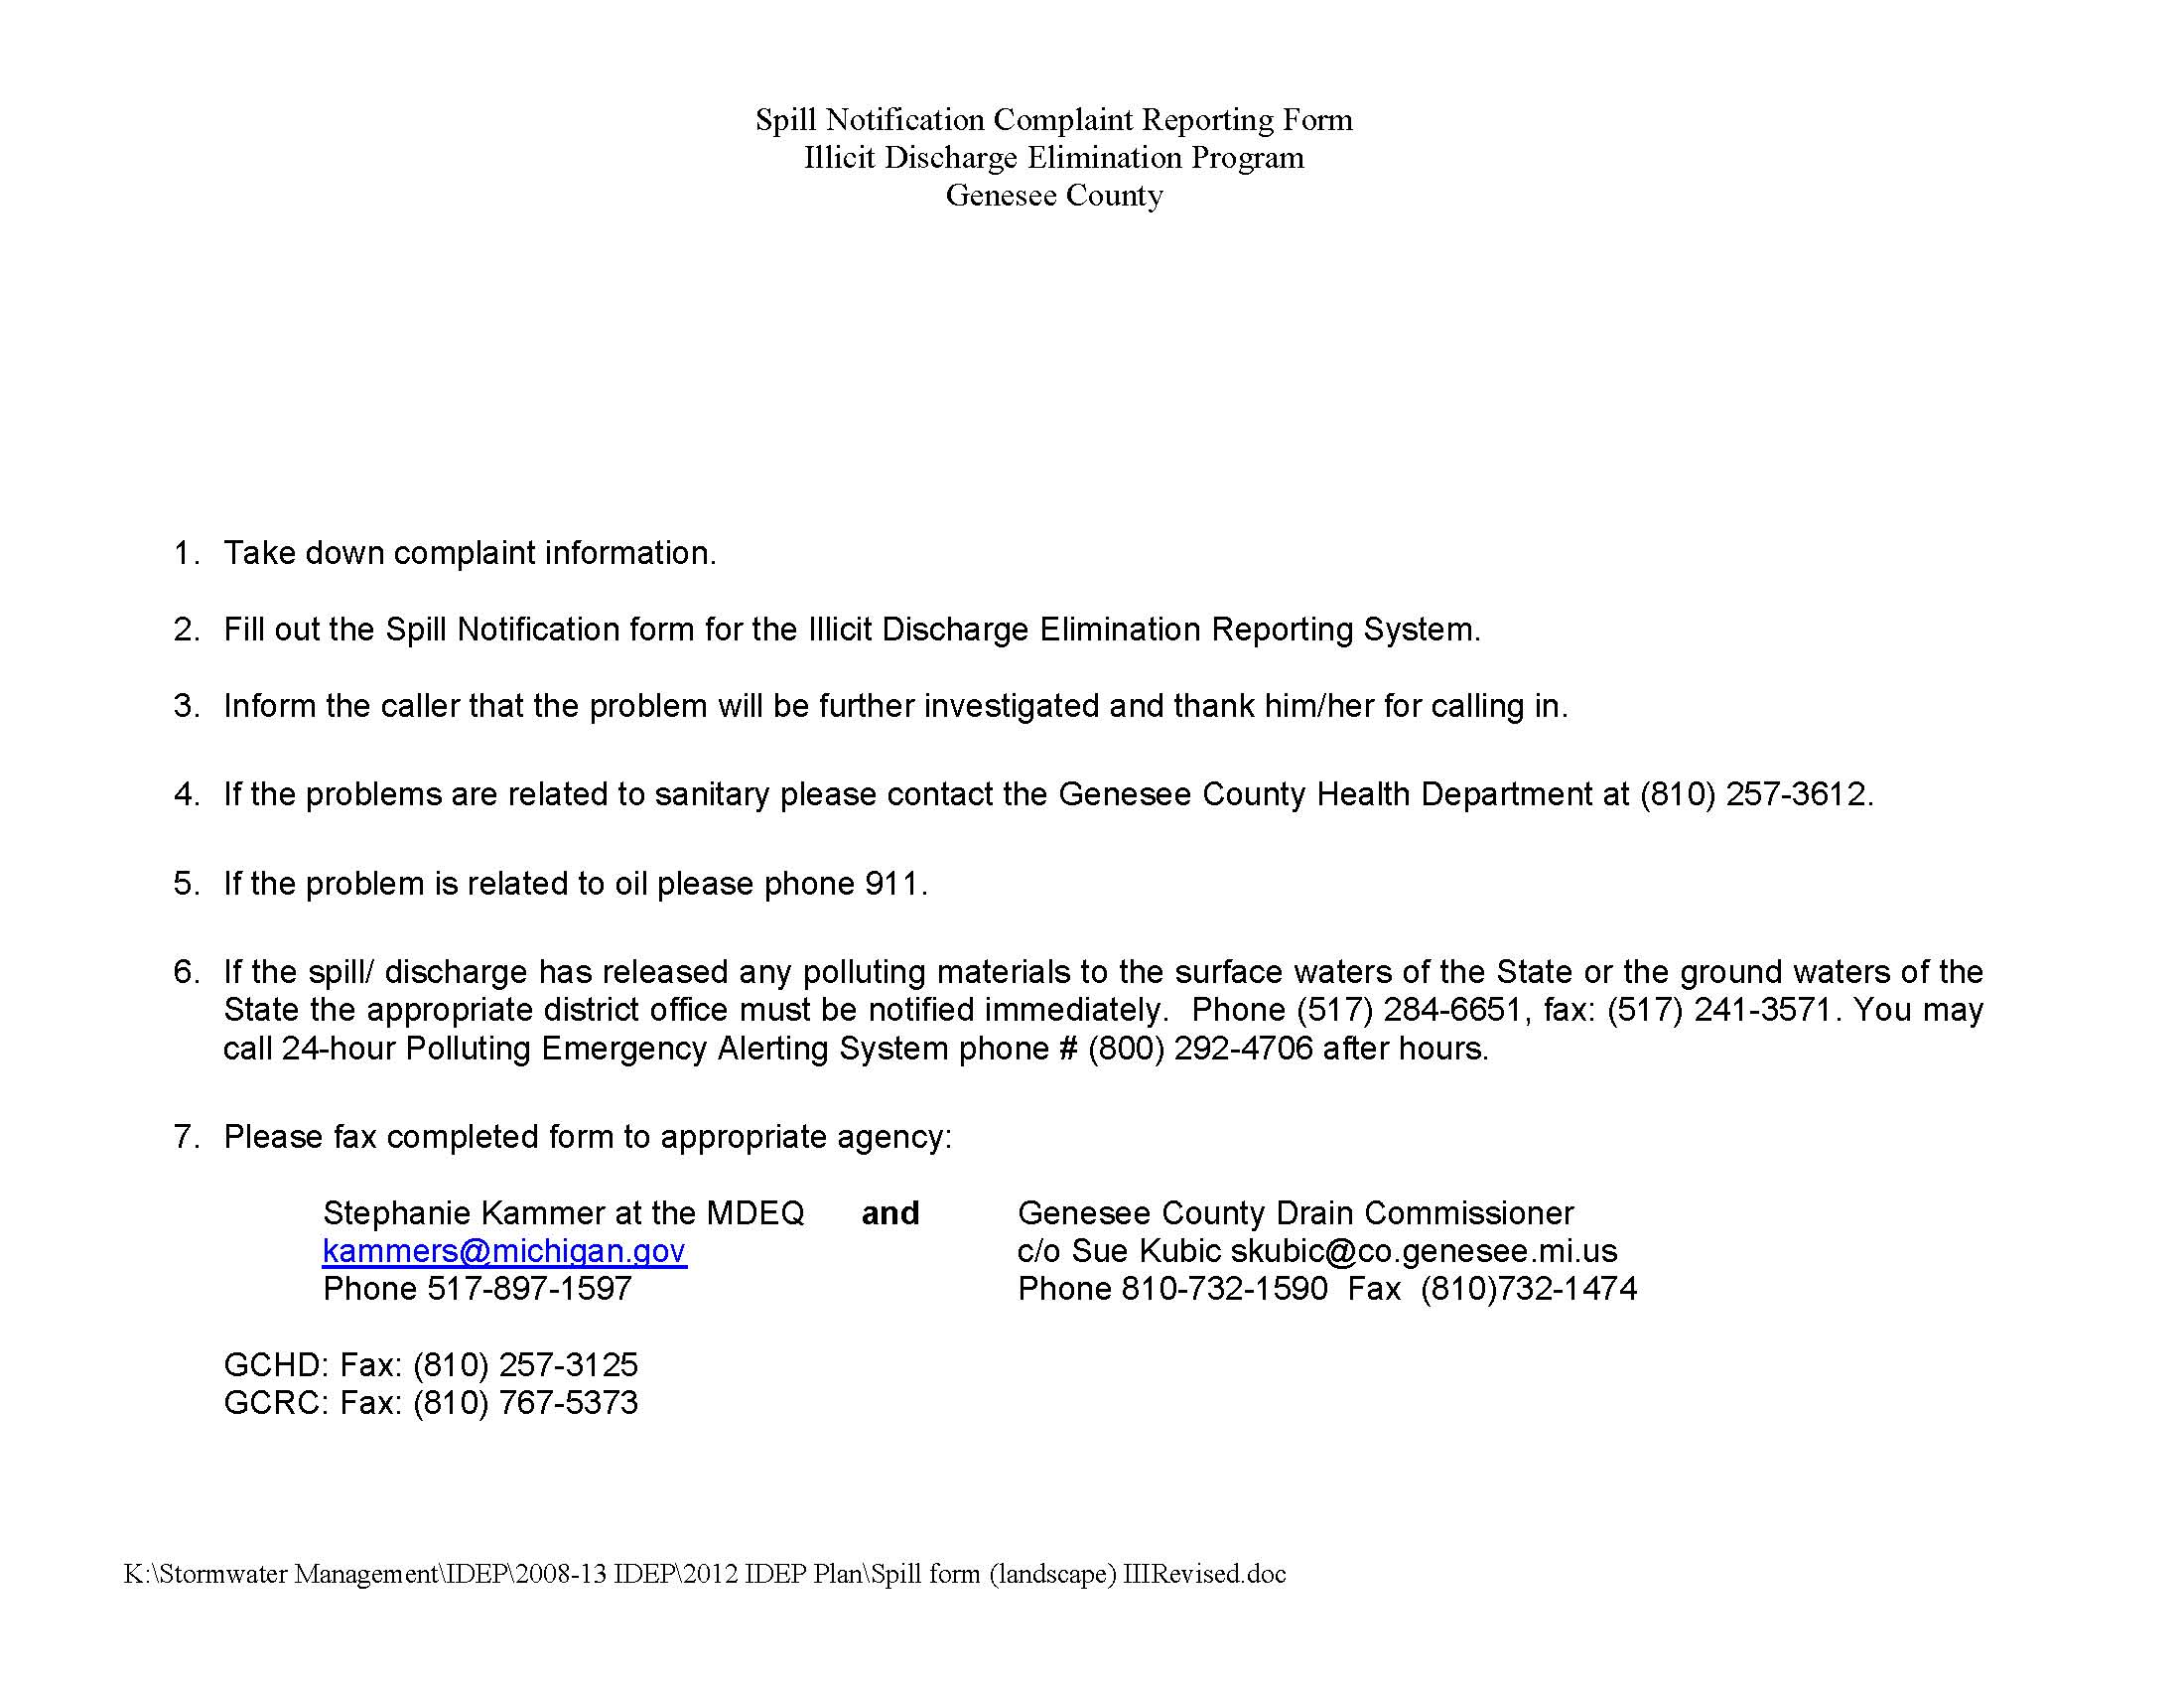 Spill Notification Complaint Reporting Form
Illicit Discharge Elimination Program
Genesee County
1. Take down complaint information.
2. Fill out the Spill Notification form for the Illicit Discharge Elimination Reporting System.
3. Inform the caller that the problem will be further investigated and thank him/her for calling in.
4. If the problems are related to sanitary please contact the Genesee County Health Department at (810) 257-3612.
5. If the problem is related to oil please phone 911.
6. If the spill/ discharge has released any polluting materials to the surface waters of the State or the ground waters of the
State the appropriate district office must be notified immediately.  Phone (517) 284-6651, fax: (517) 241-3571. You may
call 24-hour Polluting Emergency Alerting System phone # (800) 292-4706 after hours.
7. Please fax completed form to appropriate agency:
Stephanie Kammer at the MDEQ and Genesee County Drain Commissioner
kammers@michigan.gov c/o Sue Kubic skubic@co.genesee.mi.us
Phone 517-897-1597 Phone 810-732-1590  Fax  (810)732-1474
GCHD: Fax: (810) 257-3125
GCRC: Fax: (810) 767-5373
K:\Stormwater Management\IDEP\2008-13 IDEP\2012 IDEP Plan\Spill form (landscape) IIIRevised.doc